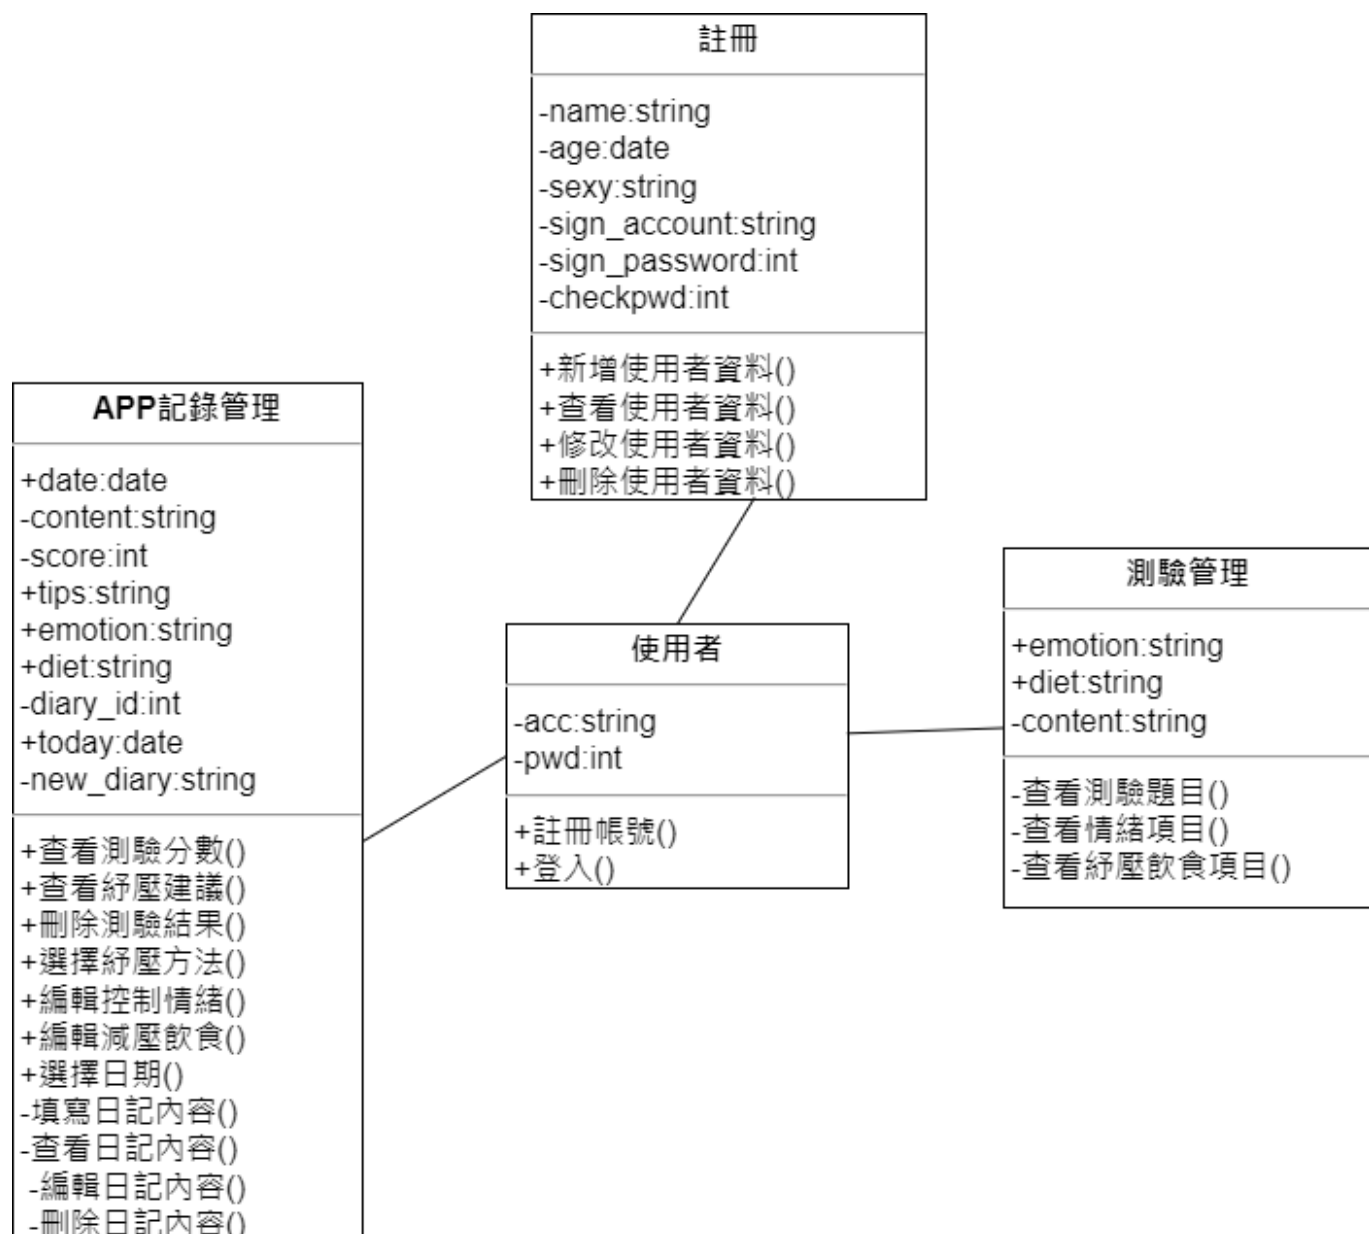 註冊
-name:string
-age:date
-sexy:string
-sign_account:string
-sign_password:int
-checkpwd:int
+新增使用者資料()
+查看使用者資料()
+修改使用者資料()
+刪除使用者資料()
APP記錄管理
+date:date
-content:string
-score:int
+tips:string
+emotion:string
+diet:string
-diary_id:int
+today:date
-new_diary:string
+查看測驗分數()
+查看紓壓建議()
+刪除測驗結果()
+選擇紓壓方法()
+編輯控制情緒()
+編輯減壓飲食()
+選擇日期()
-填寫日記內容()
-查看日記內容()
-編輯日記內容()
-刪除日記內容()
使用者
-acc:string
-pwd:int
+註冊帳號()
+登入()
測驗管理
+emotion:string
+diet:string
-content:string
-查看測驗題目()
-查看情緒項目()
-查看紓壓飲食項目()